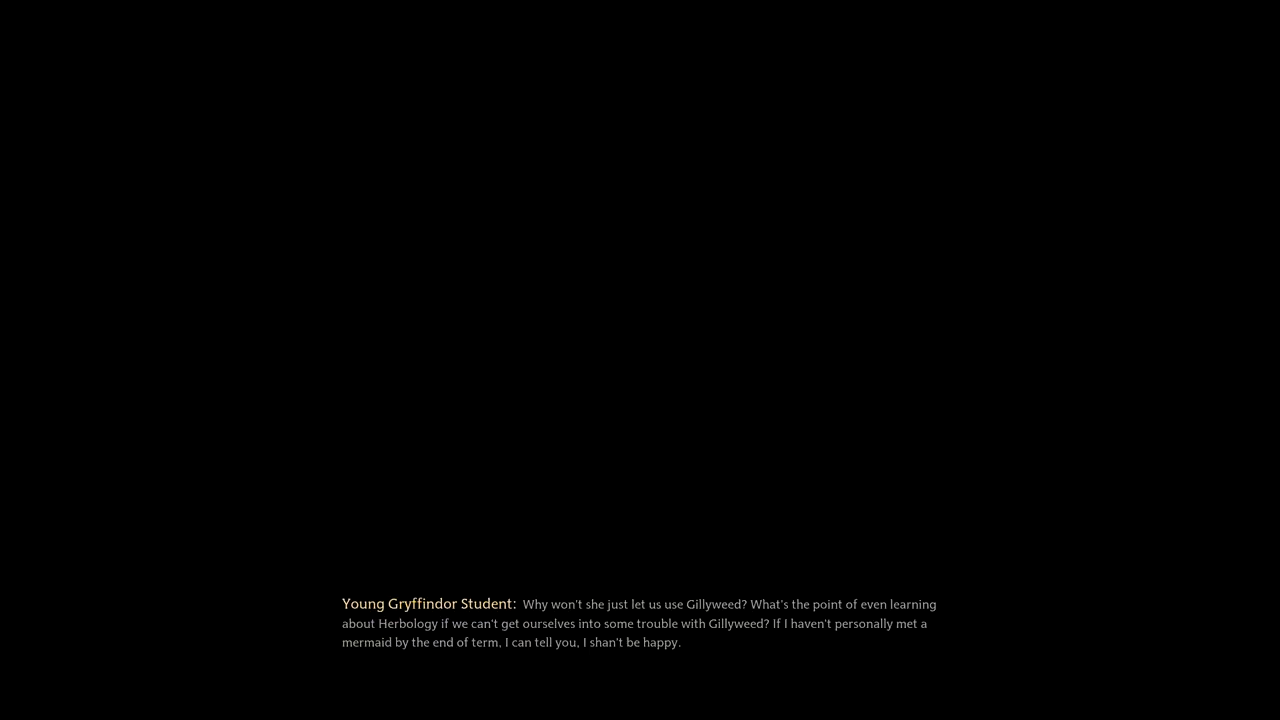 Young Gryffindor Student: Why won't she just let us use Gillyweed? What's the point of even learning
about Herbology if we can't get ourselves into some trouble with Gillyweed? If I haven't personally met a
mermaid by the end of term, I can tell you, I shan't be happy.